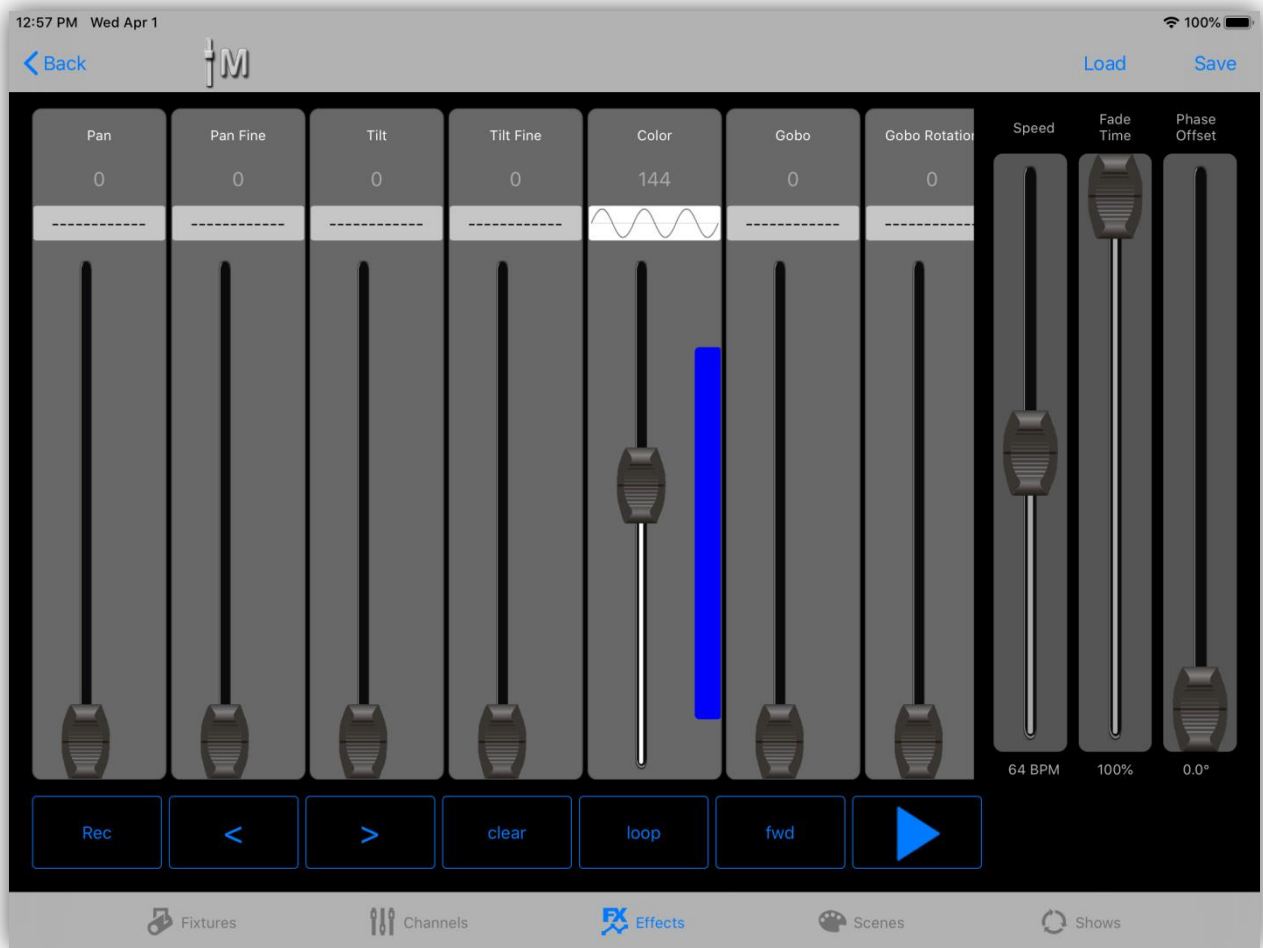 12:57 PM Wed Apr 1
100%
Back
M
Load
Save
Pan
Pan Fine
Tilt
Tilt Fine
Color
Gobo
Gobo Rotation
0
0
0
0
144
0
0
------------
------------
------------
------------
------------
------------
Speed
Fade
Time
Phase
Offset
64 BPM
100%
0.0°
Rec
<
>
clear
loop
fwd
Fixtures
Channels
FX
Effects
Scenes
Shows